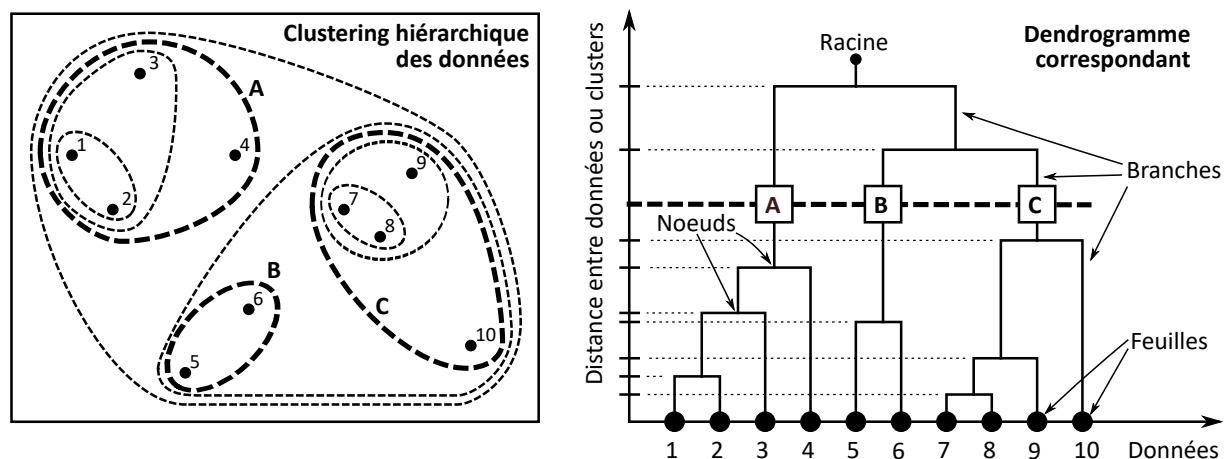 Clustering hiérarchique
des données
3
A
1
4
2
9
7
8
B
6
C
10
5
Distance entre données ou clusters
Racine
Dendrogramme
correspondant
Branches
A
B
C
Noeuds
Feuilles
1 2 3 4 5 6 7 8 9 10 Données